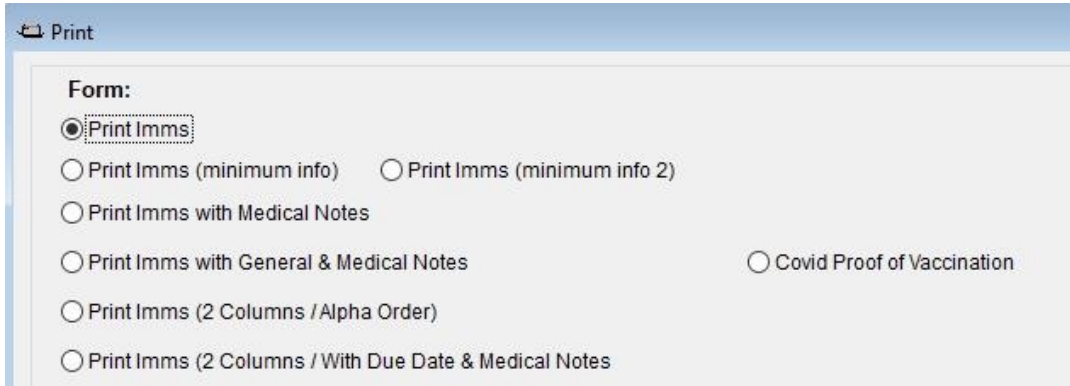 Print
Form:
Print Imms
Print Imms (minimum info) Print Imms (minimum info 2)
Print Imms with Medical Notes
Print Imms with General & Medical Notes Covid Proof of Vaccination
Print Imms (2 Columns / Alpha Order)
Print Imms (2 Columns / With Due Date & Medical Notes